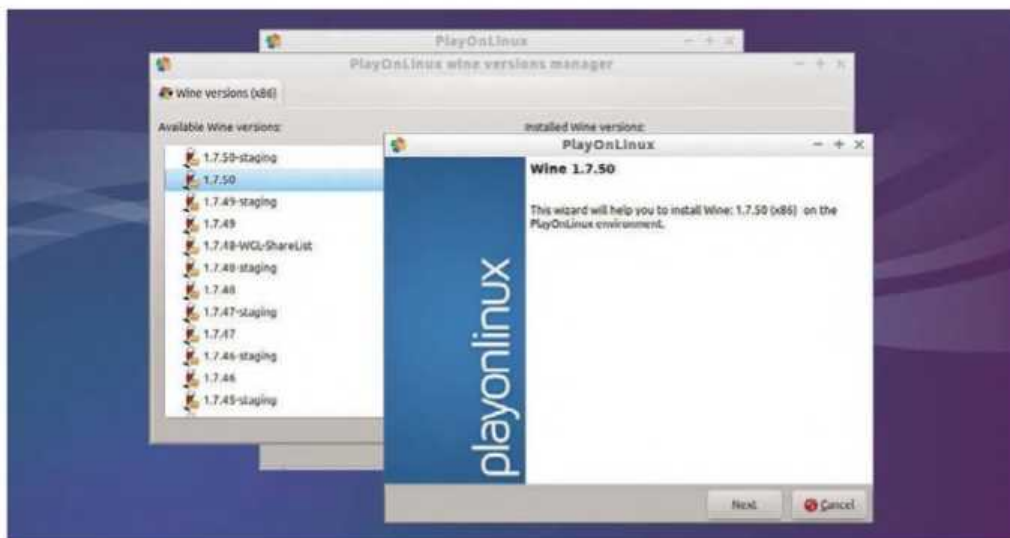 PlayOnLinux
PlayOnLinux wine versions manager
Wine versions (x86)
Available Wine versions:
Installed Wine versions:
1.7.50-staging
1.7.50
1.7.49-staging
1.7.49
1.7.48-WGL-ShareList
1.7.48-staging
1.7.48
1.7.47-staging
1.7.47
1.7.46-staging
1.7.46
1.7.45-staging
PlayOnLinux
Wine 1.7.50
This wizard will help you to install Wine: 1.7.50 (x86) on the
PlayOnLinux environment.
playonlinux
Next
Cancel